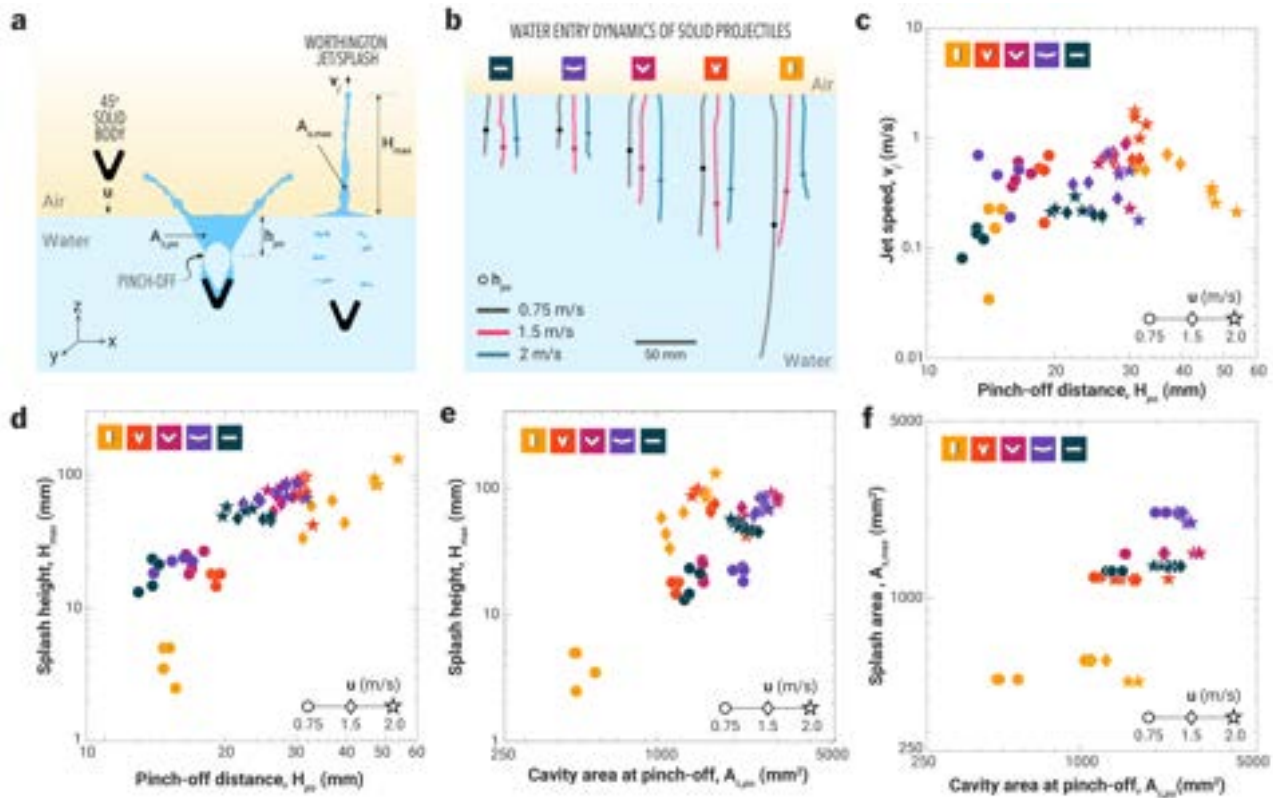 a
WORTHINGTON
JET/SPLASH
v_j
45°
SOLID
BODY
u
A_s,max
H_max
Air
Water
h_po
PINCH-OFF
z
y
x
b
WATER ENTRY DYNAMICS OF SOLID PROJECTILES
Air
h_po
0.75 m/s
1.5 m/s
2 m/s
50 mm
Water
c
Jet speed, v_j (m/s)
10
1
0.1
0.01
u (m/s)
0.75 1.5 2.0
10 20 30 40 50 60
Pinch-off distance, H_po (mm)
d
Splash height, H_max (mm)
100
10
1
u (m/s)
0.75 1.5 2.0
10 20 30 40 50 60
Pinch-off distance, H_po (mm)
e
Splash height, H_max (mm)
100
10
1
u (m/s)
0.75 1.5 2.0
250 1000 5000
Cavity area at pinch-off, (mm²)
f
Splash area, A_s,max (mm²)
5000
1000
250
u (m/s)
0.75 1.5 2.0
250 1000 5000
Cavity area at pinch-off, (mm²)